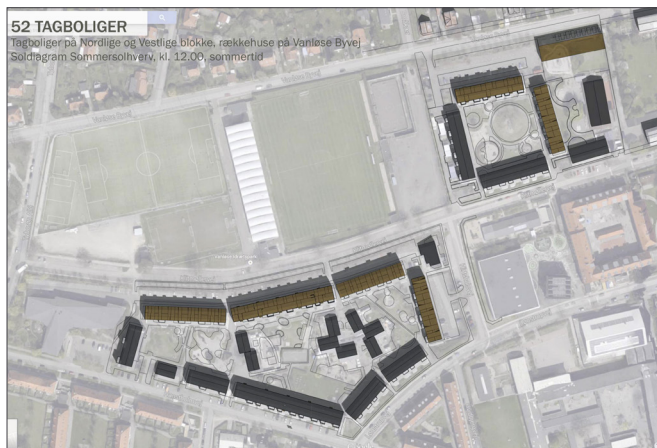 52 TAGBOLIGER
Tagboliger på Nordlige og Vestlige blokke, rækkehuse på Vanløse Byvej
Soldiagram Sommersolhverv, kl. 12.00, sommertid